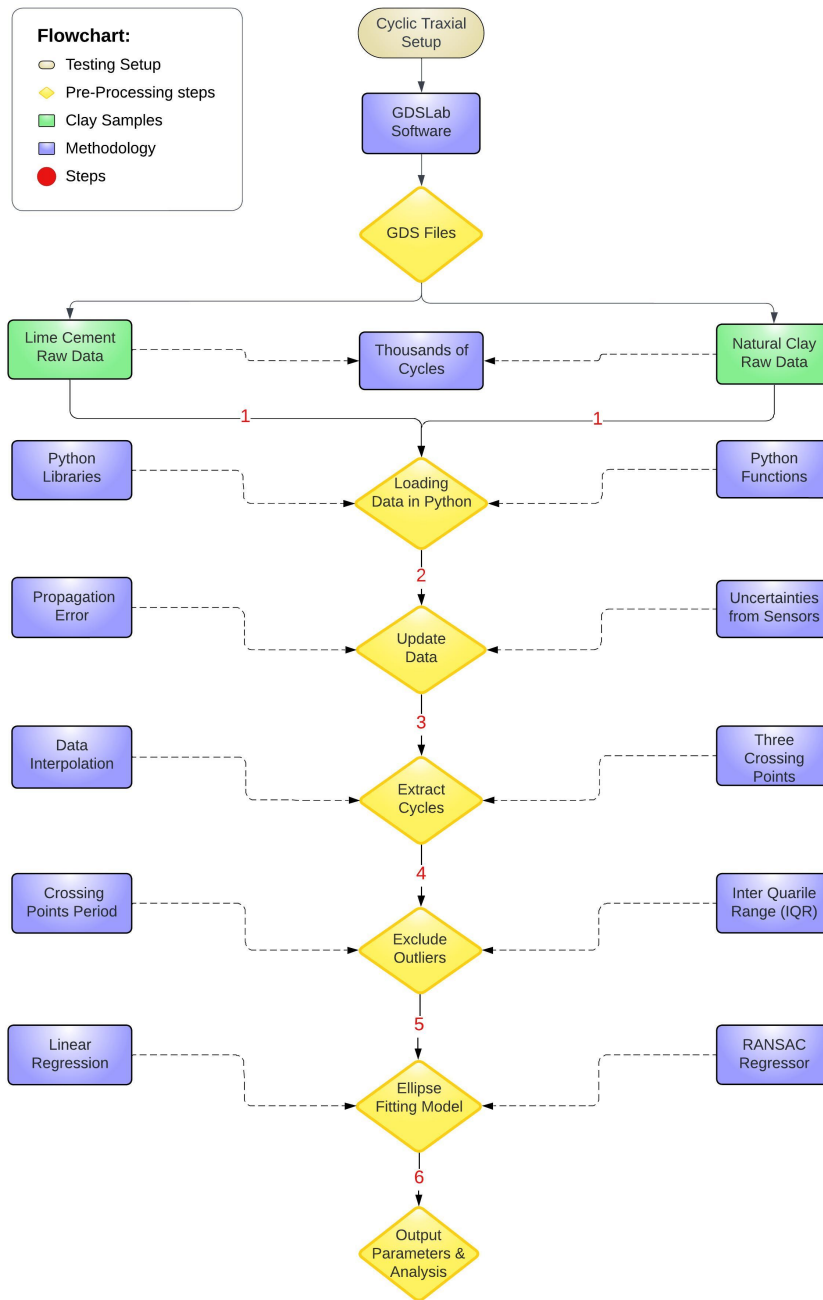 Flowchart:
Testing Setup
Pre-Processing steps
Clay Samples
Methodology
Steps
Cyclic Traxial
Setup
GDSLab
Software
GDS Files
Lime Cement
Raw Data
Thousands of
Cycles
Natural Clay
Raw Data
1
1
Python
Libraries
Loading
Data in Python
Python
Functions
2
Propagation
Error
Update
Data
Uncertainties
from Sensors
3
Data
Interpolation
Extract
Cycles
Three
Crossing
Points
4
Crossing
Points Period
Exclude
Outliers
Inter Quarile
Range (IQR)
5
Linear
Regression
Ellipse
Fitting Model
RANSAC
Regressor
6
Output
Parameters &
Analysis